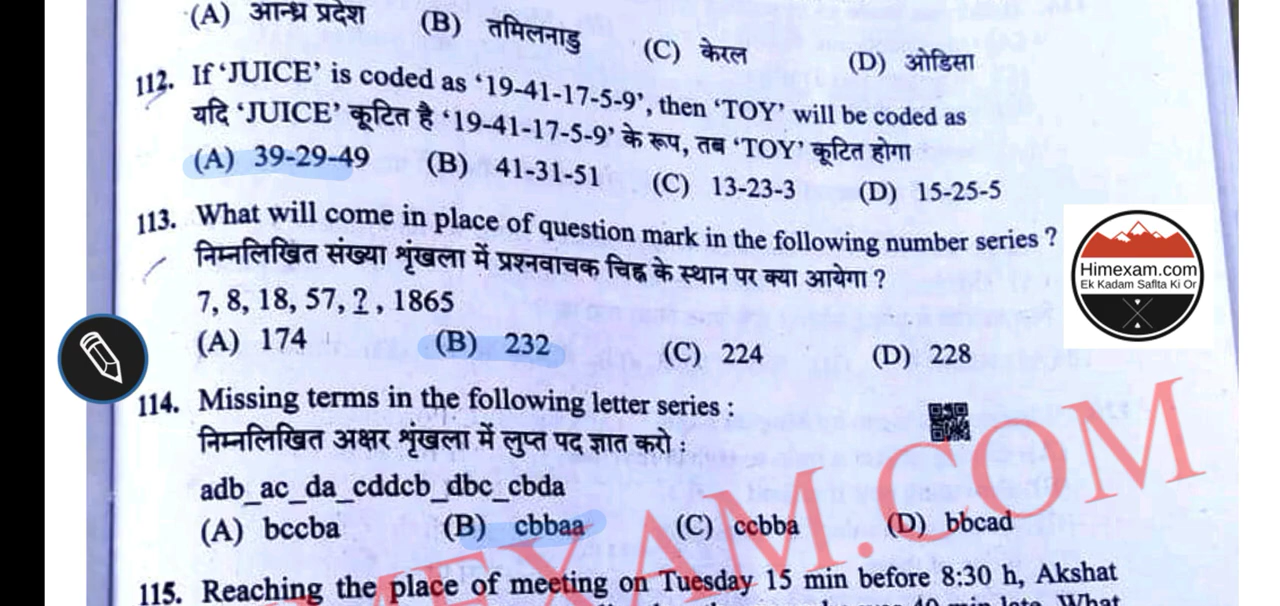 (A) आन्ध्र प्रदेश (B) तमिलनाडु (C) केरल (D) ओडिसा
112. If ‘JUICE’ is coded as ‘19-41-17-5-9’, then ‘TOY’ will be coded as
यदि ‘JUICE’ कूटित है ‘19-41-17-5-9’ के रूप, तब ‘TOY’ कूटित होगा
(A) 39-29-49 (B) 41-31-51 (C) 13-23-3 (D) 15-25-5
113. What will come in place of question mark in the following number series ?
निम्नलिखित संख्या शृंखला में प्रश्नवाचक चिह्न के स्थान पर क्या आयेगा ?
7, 8, 18, 57, ?, 1865
(A) 174 (B) 232 (C) 224 (D) 228
Himexam.com
Ek Kadam Saflta Ki Or
114. Missing terms in the following letter series :
निम्नलिखित अक्षर शृंखला में लुप्त पद ज्ञात करो :
adb_ac_da_cddcb_dbc_cbda
(A) bccba (B) cbbaa (C) ccbba (D) bbcad
EXAM.COM
115. Reaching the place of meeting on Tuesday 15 min before 8:30 h, Akshat
40 min late. What